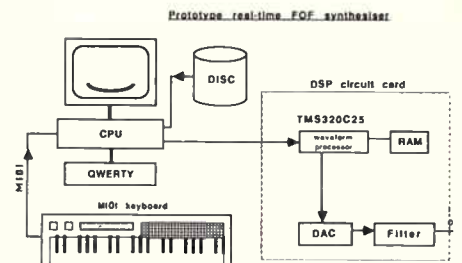 Prototype real-time FOF synthesiser
DISC
DSP circuit card
TMS320C25
CPU
waveform
processor
RAM
QWERTY
MIDI
MIDI keyboard
DAC
Filter